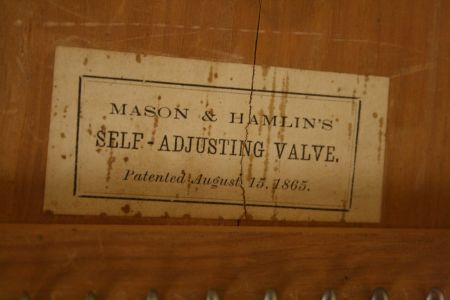 MASON & HAMLIN'S
SELF-ADJUSTING VALVE.
Patented August 15, 1865.